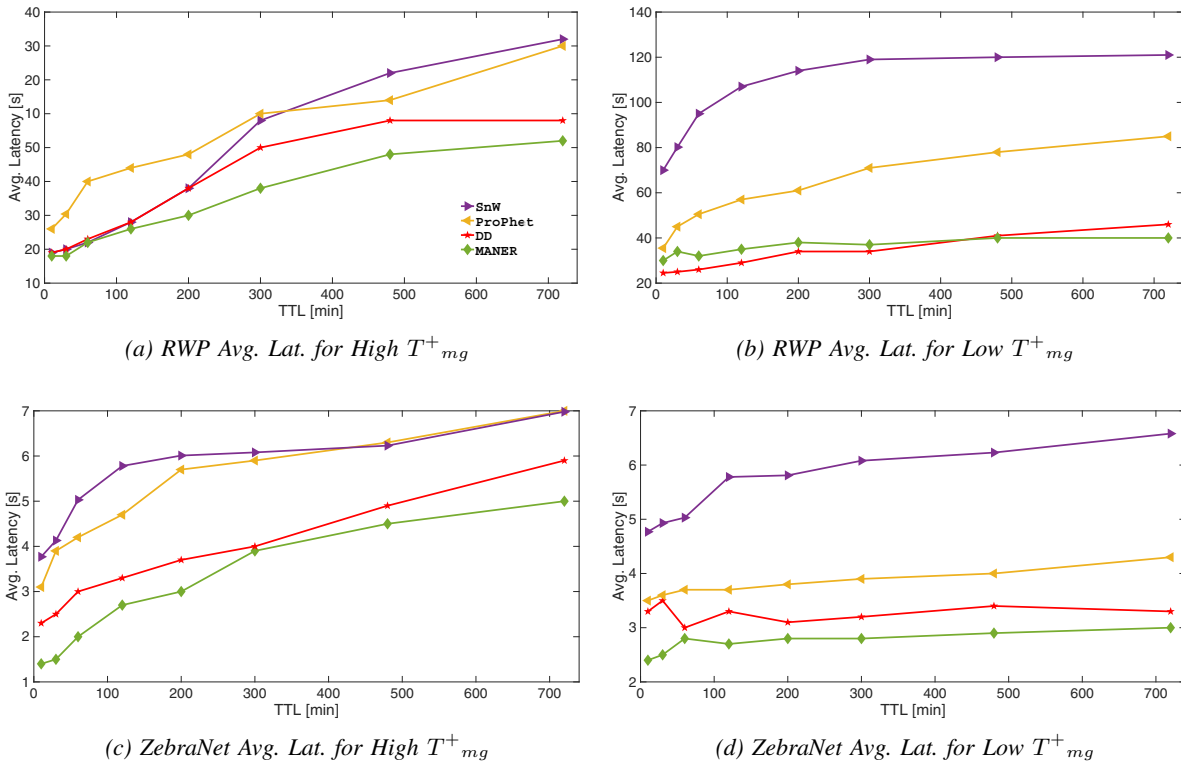 40
30
20
10
50
40
30
20
10
Avg. Latency [s]
0 100 200 300 400 500 600 700
TTL [min]
SnW
ProPhet
DD
MANER
(a) RWP Avg. Lat. for High T⁺mg
140
120
100
80
60
40
20
Avg. Latency [s]
0 100 200 300 400 500 600 700
TTL [min]
(b) RWP Avg. Lat. for Low T⁺mg
7
6
5
4
3
2
1
Avg. Latency [s]
0 100 200 300 400 500 600 700
TTL [min]
(c) ZebraNet Avg. Lat. for High T⁺mg
7
6
5
4
3
2
Avg. Latency [s]
0 100 200 300 400 500 600 700
TTL [min]
(d) ZebraNet Avg. Lat. for Low T⁺mg